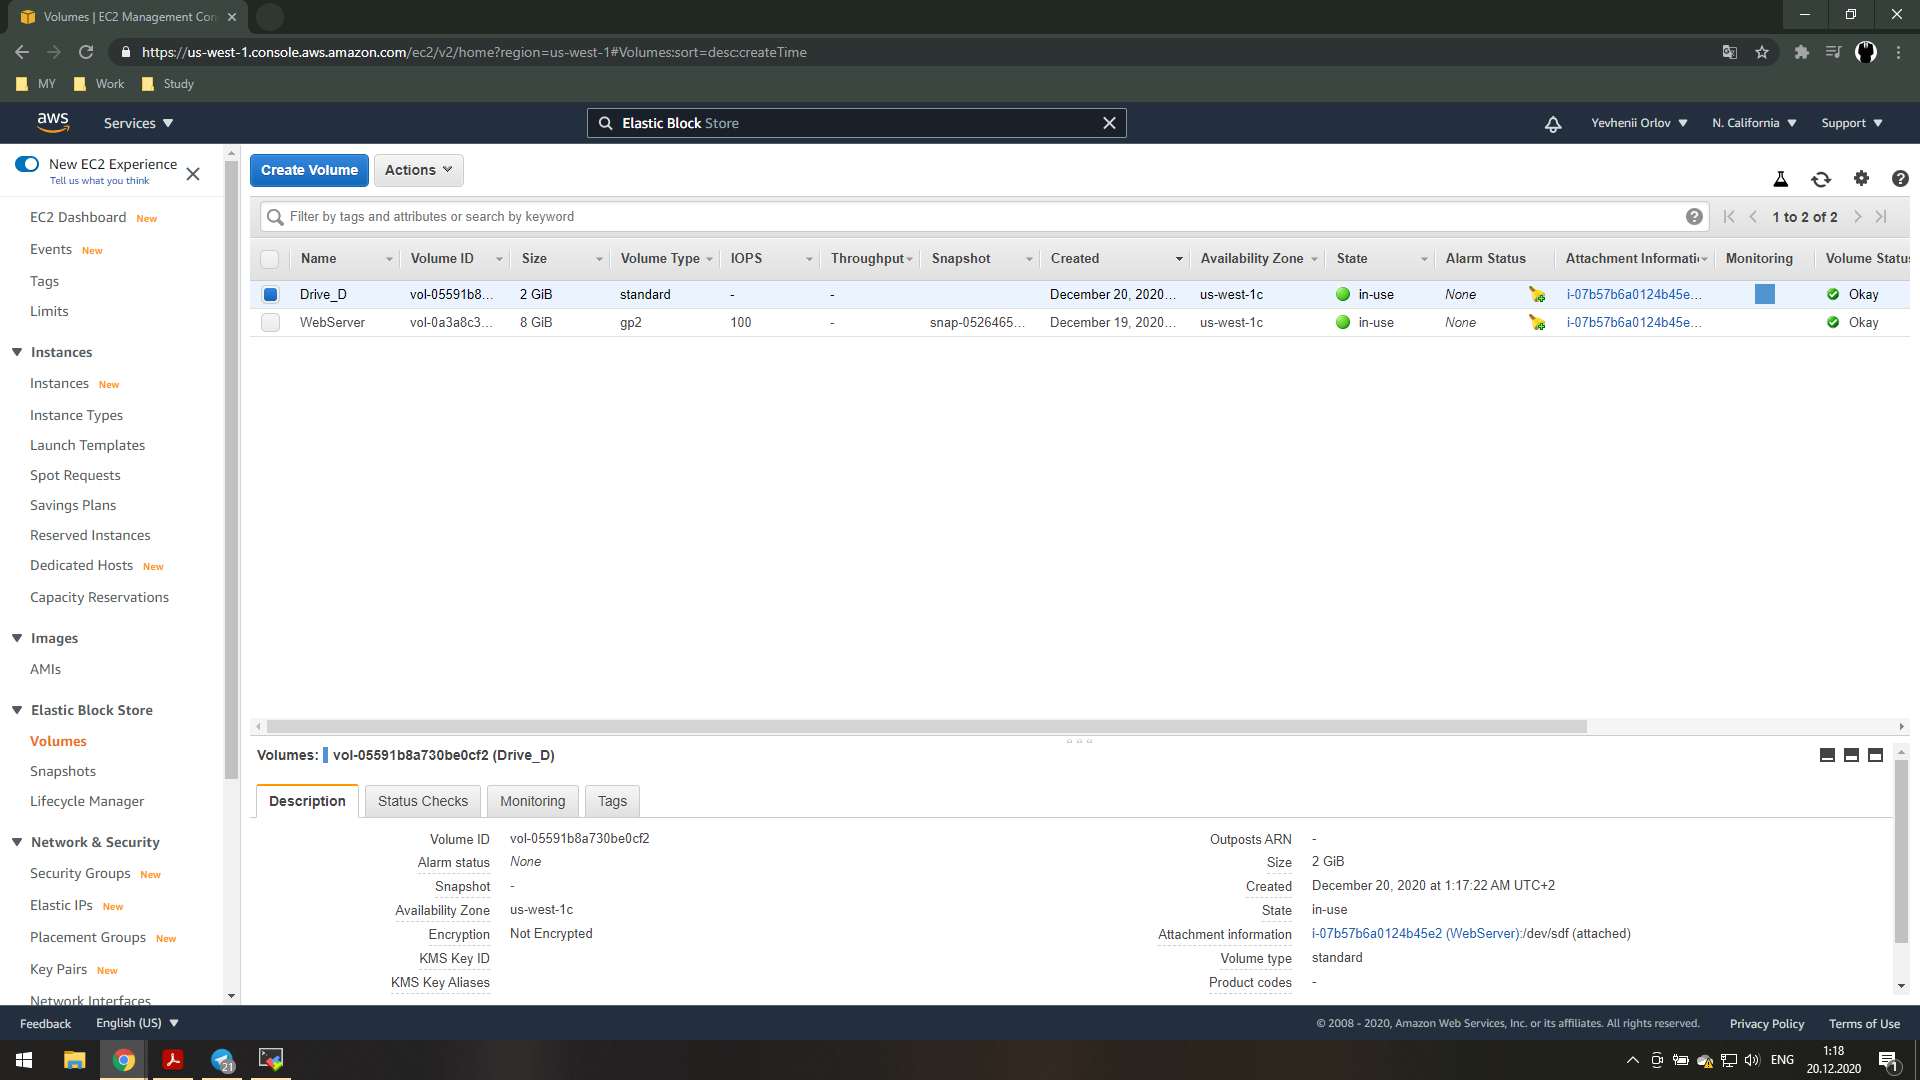 Volumes | EC2 Management Con
https://us-west-1.console.aws.amazon.com/ec2/v2/home?region=us-west-1#Volumes:sort=desc:createTime
MY Work Study
aws Services Elastic Block Store Yevhenii Orlov N. California Support
New EC2 Experience
Tell us what you think
EC2 Dashboard New
Events New
Tags
Limits
Instances
Instances New
Instance Types
Launch Templates
Spot Requests
Savings Plans
Reserved Instances
Dedicated Hosts New
Capacity Reservations
Images
AMIs
Elastic Block Store
Volumes
Snapshots
Lifecycle Manager
Network & Security
Security Groups New
Elastic IPs New
Placement Groups New
Key Pairs New
Network Interfaces
Create Volume Actions
Filter by tags and attributes or search by keyword 1 to 2 of 2
Name Volume ID Size Volume Type IOPS Throughput Snapshot Created Availability Zone State Alarm Status Attachment Informati Monitoring Volume Status
Drive_D vol-05591b8... 2 GiB standard - - December 20, 2020... us-west-1c in-use None i-07b57b6a0124b45e... Okay
WebServer vol-0a3a8c3... 8 GiB gp2 100 - snap-0526465... December 19, 2020... us-west-1c in-use None i-07b57b6a0124b45e... Okay
Volumes: vol-05591b8a730be0cf2 (Drive_D)
Description Status Checks Monitoring Tags
Volume ID vol-05591b8a730be0cf2 Outposts ARN -
Alarm status None Size 2 GiB
Snapshot - Created December 20, 2020 at 1:17:22 AM UTC+2
Availability Zone us-west-1c State in-use
Encryption Not Encrypted Attachment information i-07b57b6a0124b45e2 (WebServer):/dev/sdf (attached)
KMS Key ID Volume type standard
KMS Key Aliases Product codes -
Feedback English (US) © 2008 - 2020, Amazon Web Services, Inc. or its affiliates. All rights reserved. Privacy Policy Terms of Use
21 ENG 1:18
20.12.2020 1